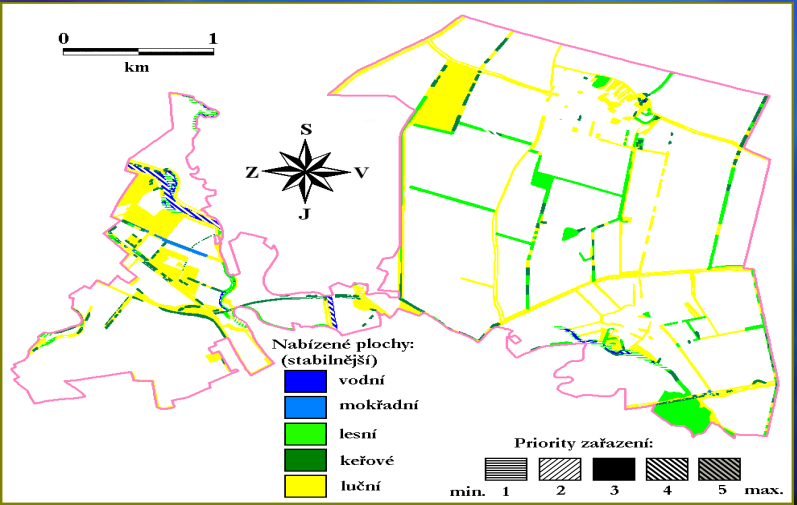 0 1
km
S
Z V
J
Nabízené plochy:
(stabilnější)
vodní
mokřadní
lesní
keřové
luční
Priority zařazení:
min. 1 2 3 4 5 max.